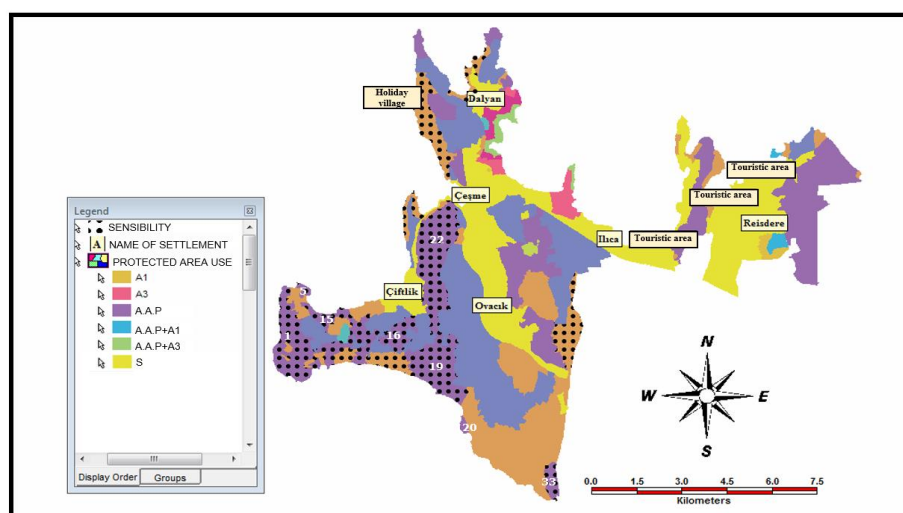 Holiday
village
Dalyan
Touristic area
Çeşme
Touristic area
Reisdere
22
Ilıca
Touristic area
5
Çiftlik
Ovacık
15
1
16
19
20
33
Legend
SENSIBILITY
A NAME OF SETTLEMENT
PROTECTED AREA USE
A1
A3
A.A.P
A.A.P+A1
A.A.P+A3
S
Display Order
Groups
N
W
E
S
0.0 1.5 3.0 4.5 6.0 7.5
Kilometers